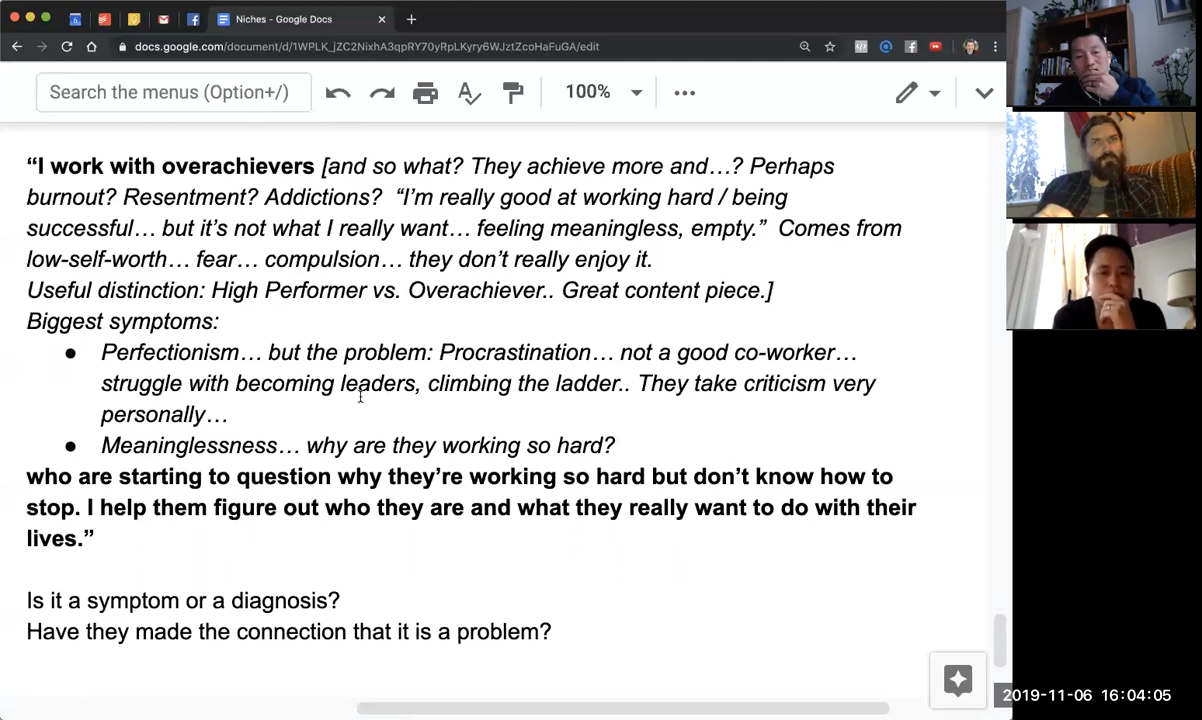 Niches - Google Docs
docs.google.com/document/d/1WPLK_jZC2NixhA3qpRY70yRpLKyry6WJztZcoHaFuGA/edit
Search the menus (Option+/)
100%
“I work with overachievers [and so what? They achieve more and…? Perhaps
burnout? Resentment? Addictions? “I’m really good at working hard / being
successful… but it’s not what I really want… feeling meaningless, empty.” Comes from
low-self-worth… fear… compulsion… they don’t really enjoy it.
Useful distinction: High Performer vs. Overachiever.. Great content piece.]
Biggest symptoms:
● Perfectionism… but the problem: Procrastination… not a good co-worker…
struggle with becoming leaders, climbing the ladder.. They take criticism very
personally…
● Meaninglessness… why are they working so hard?
who are starting to question why they’re working so hard but don’t know how to
stop. I help them figure out who they are and what they really want to do with their
lives.”
Is it a symptom or a diagnosis?
Have they made the connection that it is a problem?
2019-11-06 16:04:05